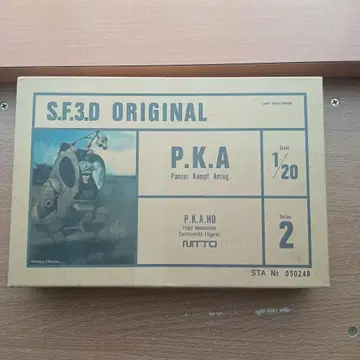 S.F.3.D ORIGINAL
P.K.A
Panzer Kampf Anzug
Scale
1/20
P.K.A.H0
NITTO
Series
2
STA No 030248